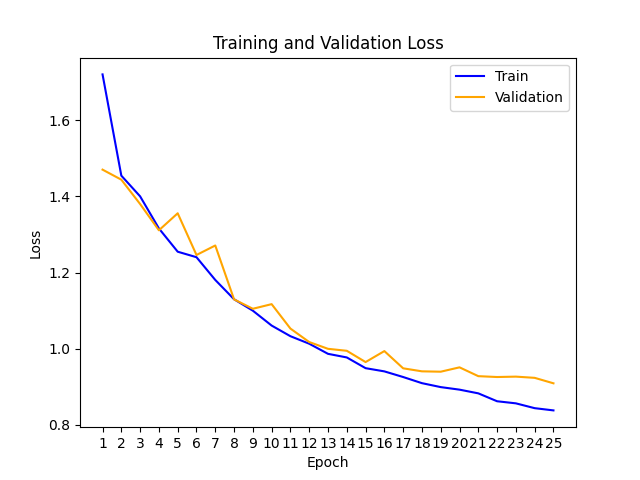 Training and Validation Loss
Train
Validation
1.6
1.4
1.2
1.0
0.8
Loss
1 2 3 4 5 6 7 8 9 10 11 12 13 14 15 16 17 18 19 20 21 22 23 24 25
Epoch